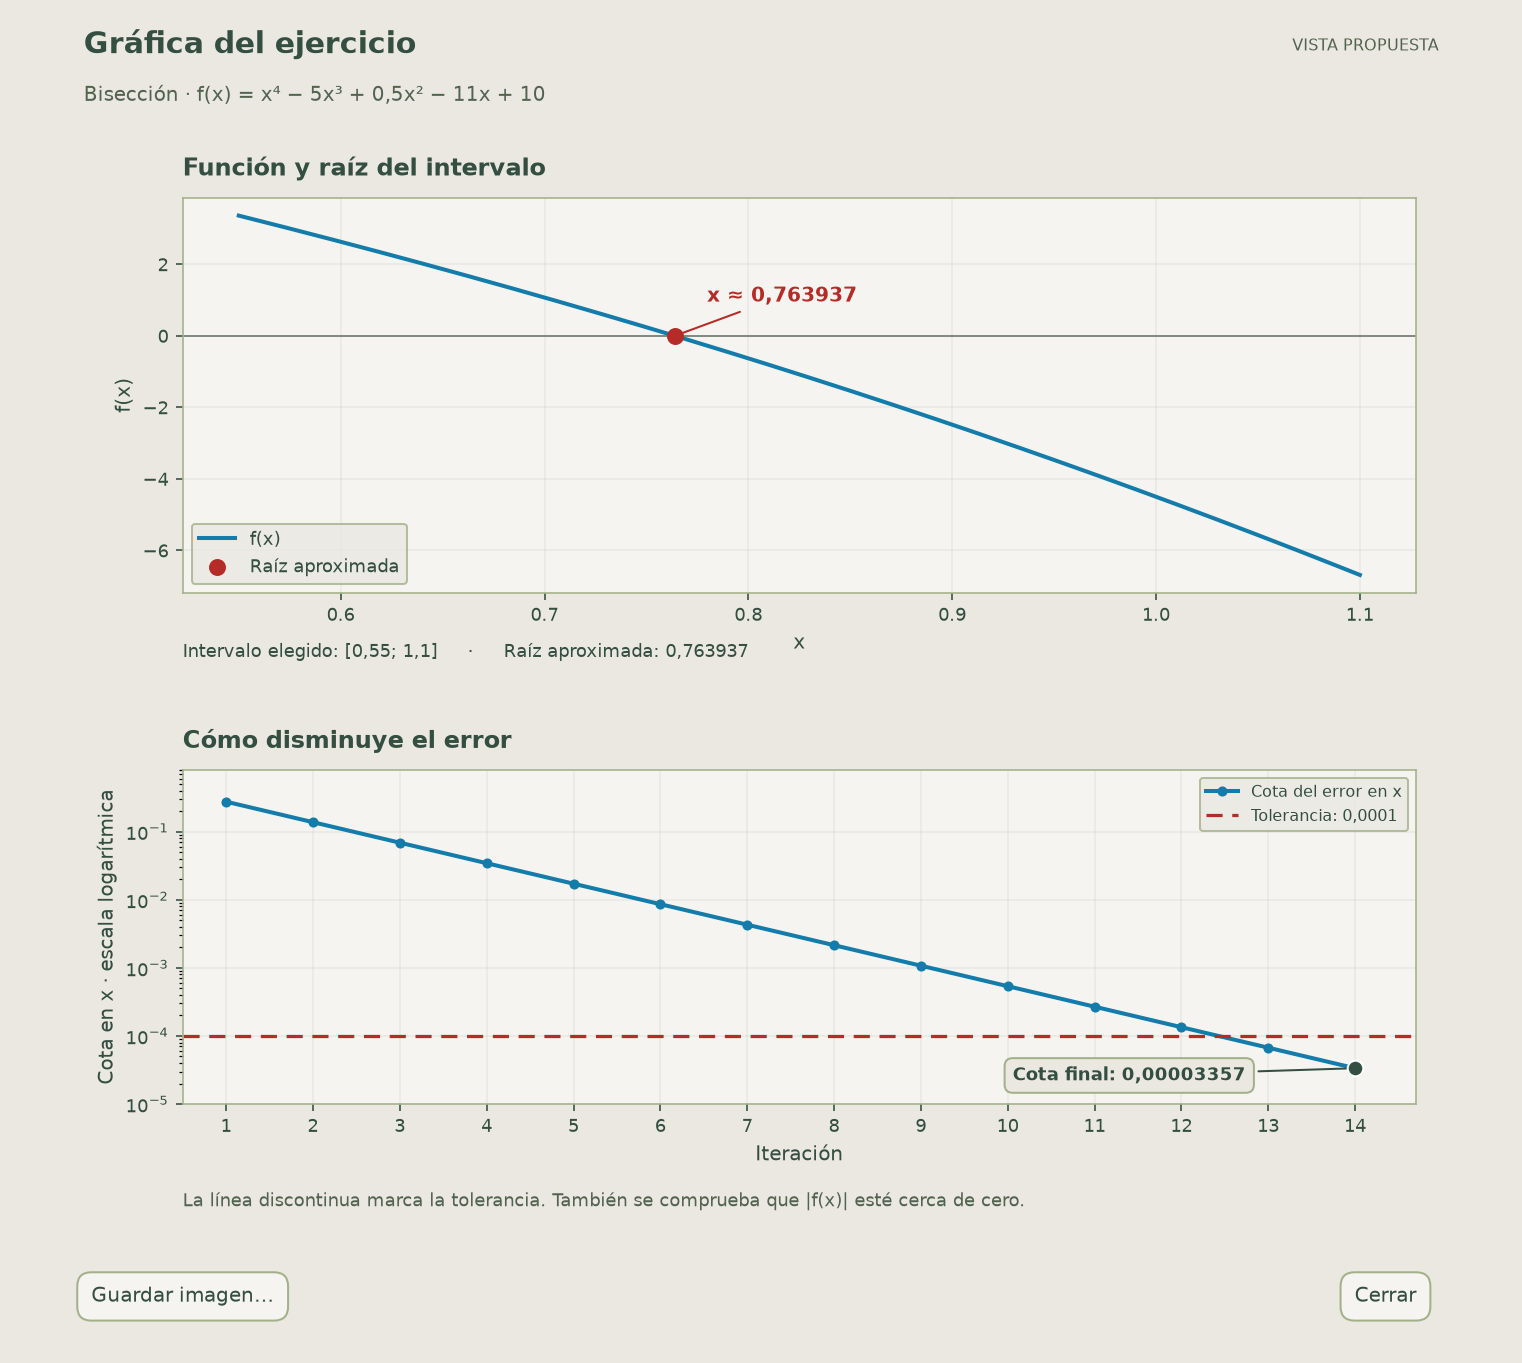 Gráfica del ejercicio
VISTA PROPUESTA
Bisección · f(x) = x⁴ − 5x³ + 0,5x² − 11x + 10
Función y raíz del intervalo
f(x)
2
0
−2
−4
−6
x ≈ 0,763937
f(x)
Raíz aproximada
0.6
0.7
0.8
0.9
1.0
1.1
x
Intervalo elegido: [0,55; 1,1] · Raíz aproximada: 0,763937
Cómo disminuye el error
Cota en x · escala logarítmica
10⁻¹
10⁻²
10⁻³
10⁻⁴
10⁻⁵
Cota del error en x
Tolerancia: 0,0001
Cota final: 0,00003357
1
2
3
4
5
6
7
8
9
10
11
12
13
14
Iteración
La línea discontinua marca la tolerancia. También se comprueba que |f(x)| esté cerca de cero.
Guardar imagen...
Cerrar